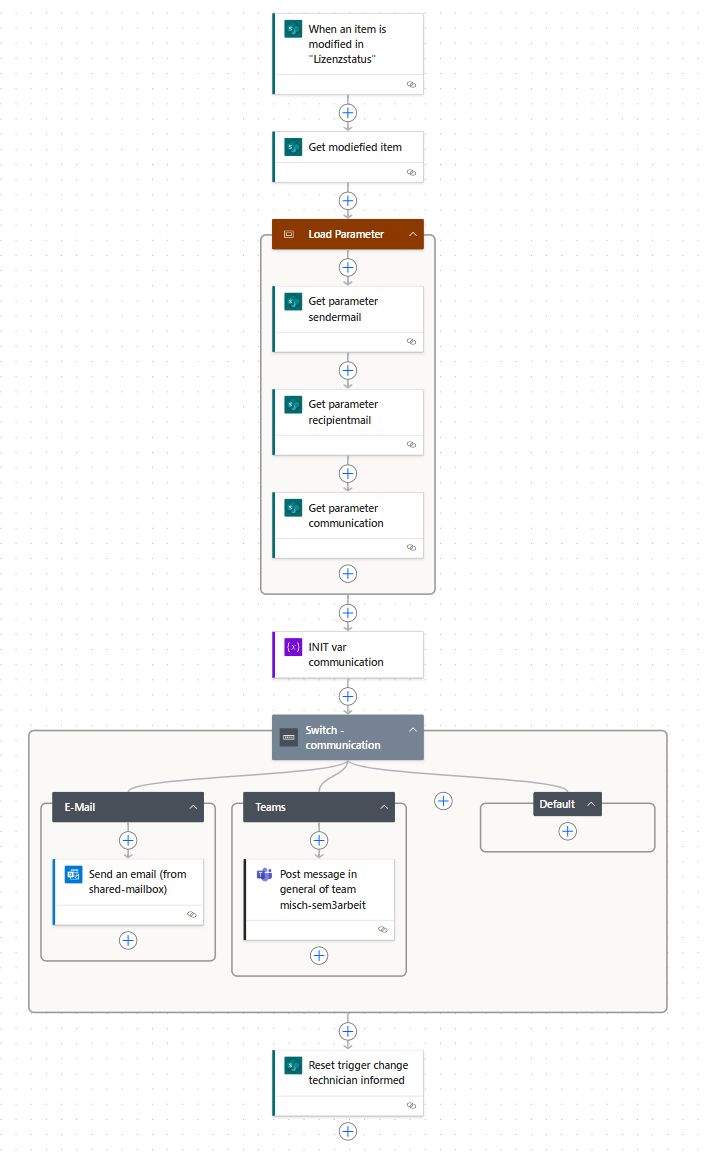 When an item is
modified in
"Lizenzstatus"
Get modiefied item
Load Parameter
Get parameter
sendermail
Get parameter
recipientmail
Get parameter
communication
INIT var
communication
Switch -
communication
E-Mail
Teams
Default
Send an email (from
shared-mailbox)
Post message in
general of team
misch-sem3arbeit
Reset trigger change
technician informed